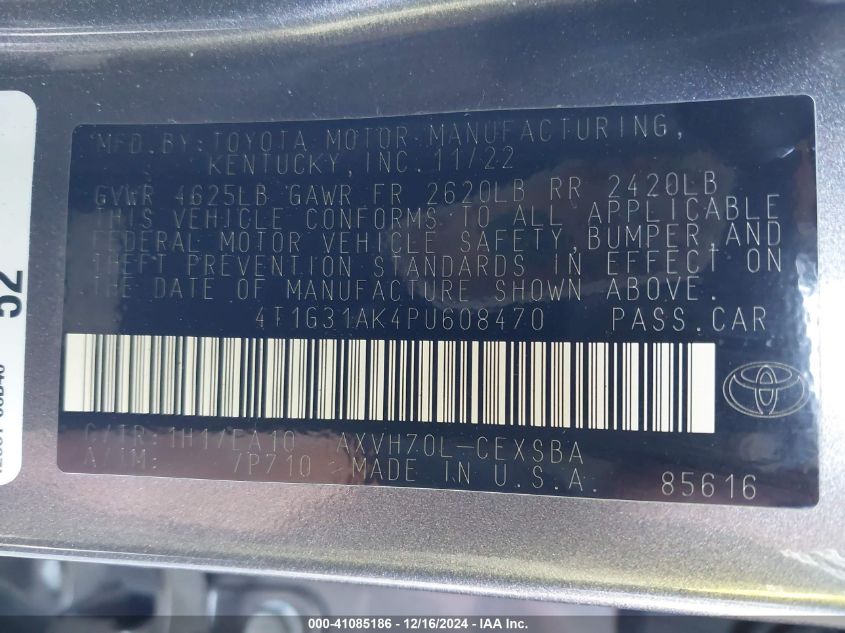 MFD.BY:TOYOTA MOTOR MANUFACTURING,
KENTUCKY,INC.11/22
GVWR 4625LB GAWR FR 2620LB RR 2420LB
THIS VEHICLE CONFORMS TO ALL APPLICABLE
FEDERAL MOTOR VEHICLE SAFETY,BUMPER,AND
THEFT PREVENTION STANDARDS IN EFFECT ON
THE DATE OF MANUFACTURE SHOWN ABOVE.
4T1G31AK4PU608470 PASS.CAR
C/TR:1H1/EA10 AXVH70L-CEXSBA
A/TM: /P710 MADE IN U.S.A. 85616
52
000-41085186 - 12/16/2024 - IAA Inc.